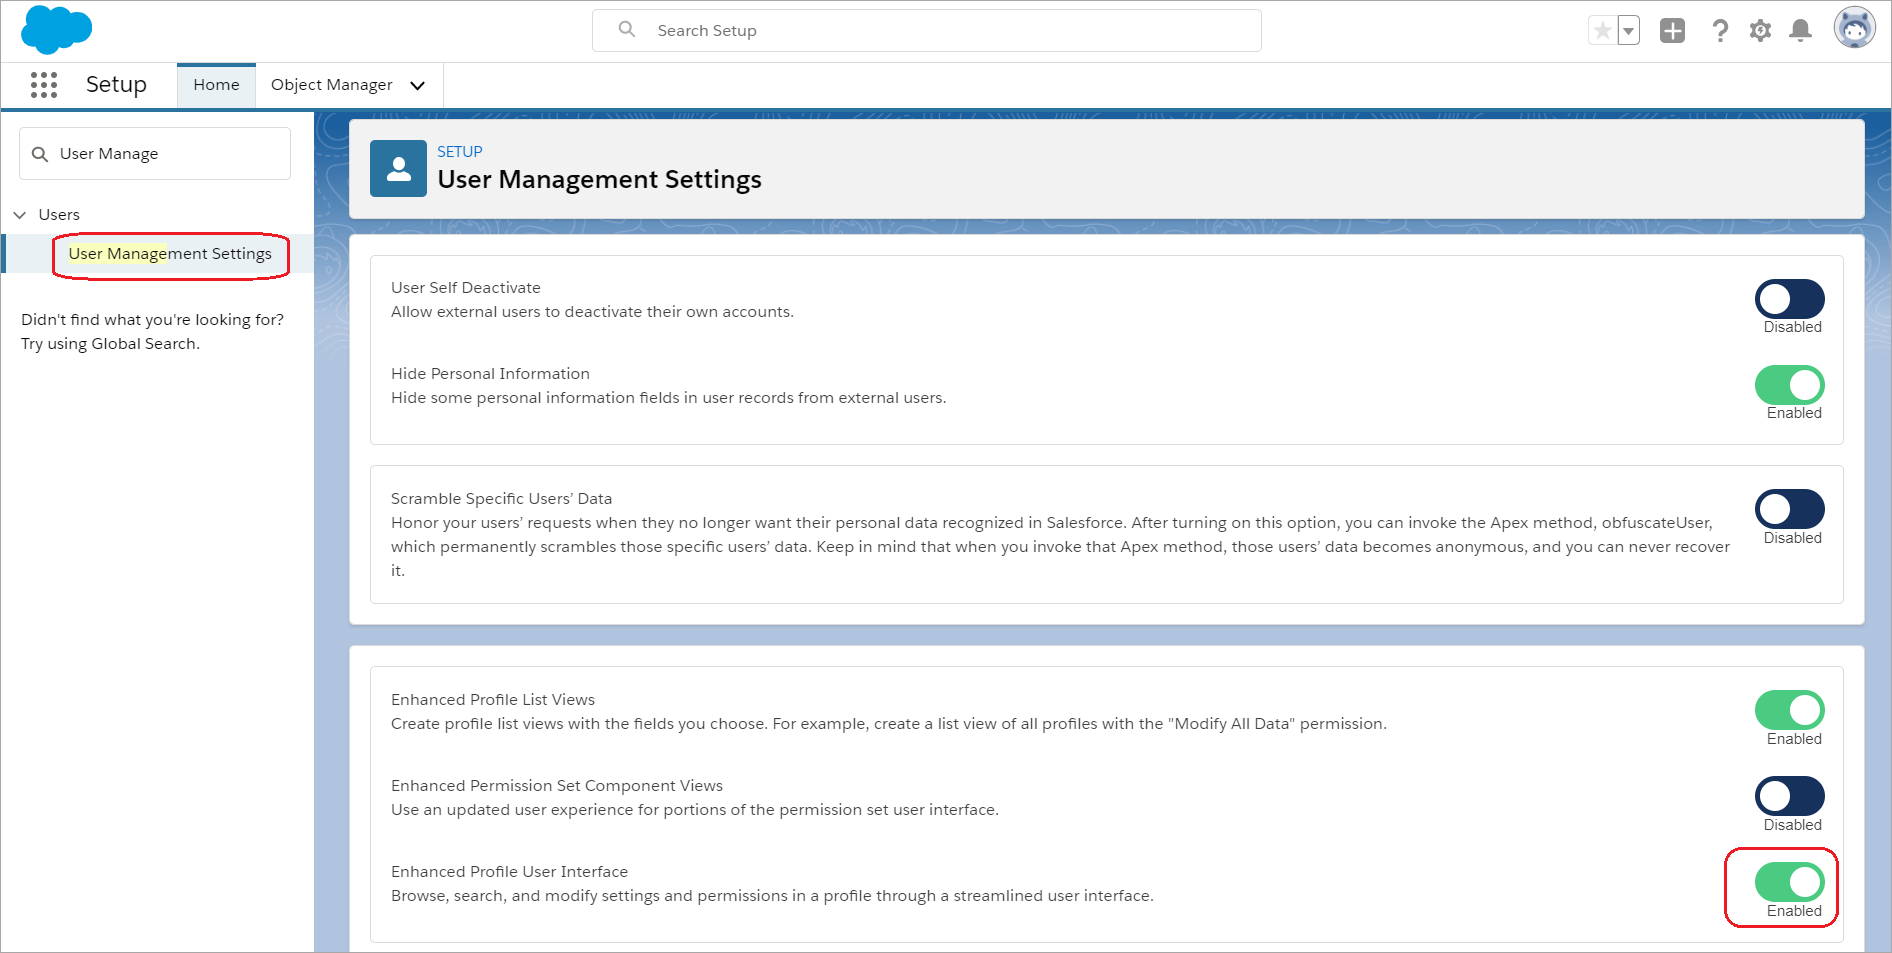 Search Setup
Setup
Home
Object Manager
User Manage
Users
User Management Settings
Didn't find what you're looking for?
Try using Global Search.
SETUP
User Management Settings
User Self Deactivate
Allow external users to deactivate their own accounts.
Disabled
Hide Personal Information
Hide some personal information fields in user records from external users.
Enabled
Scramble Specific Users’ Data
Honor your users’ requests when they no longer want their personal data recognized in Salesforce. After turning on this option, you can invoke the Apex method, obfuscateUser,
which permanently scrambles those specific users’ data. Keep in mind that when you invoke that Apex method, those users’ data becomes anonymous, and you can never recover
it.
Disabled
Enhanced Profile List Views
Create profile list views with the fields you choose. For example, create a list view of all profiles with the "Modify All Data" permission.
Enabled
Enhanced Permission Set Component Views
Use an updated user experience for portions of the permission set user interface.
Disabled
Enhanced Profile User Interface
Browse, search, and modify settings and permissions in a profile through a streamlined user interface.
Enabled